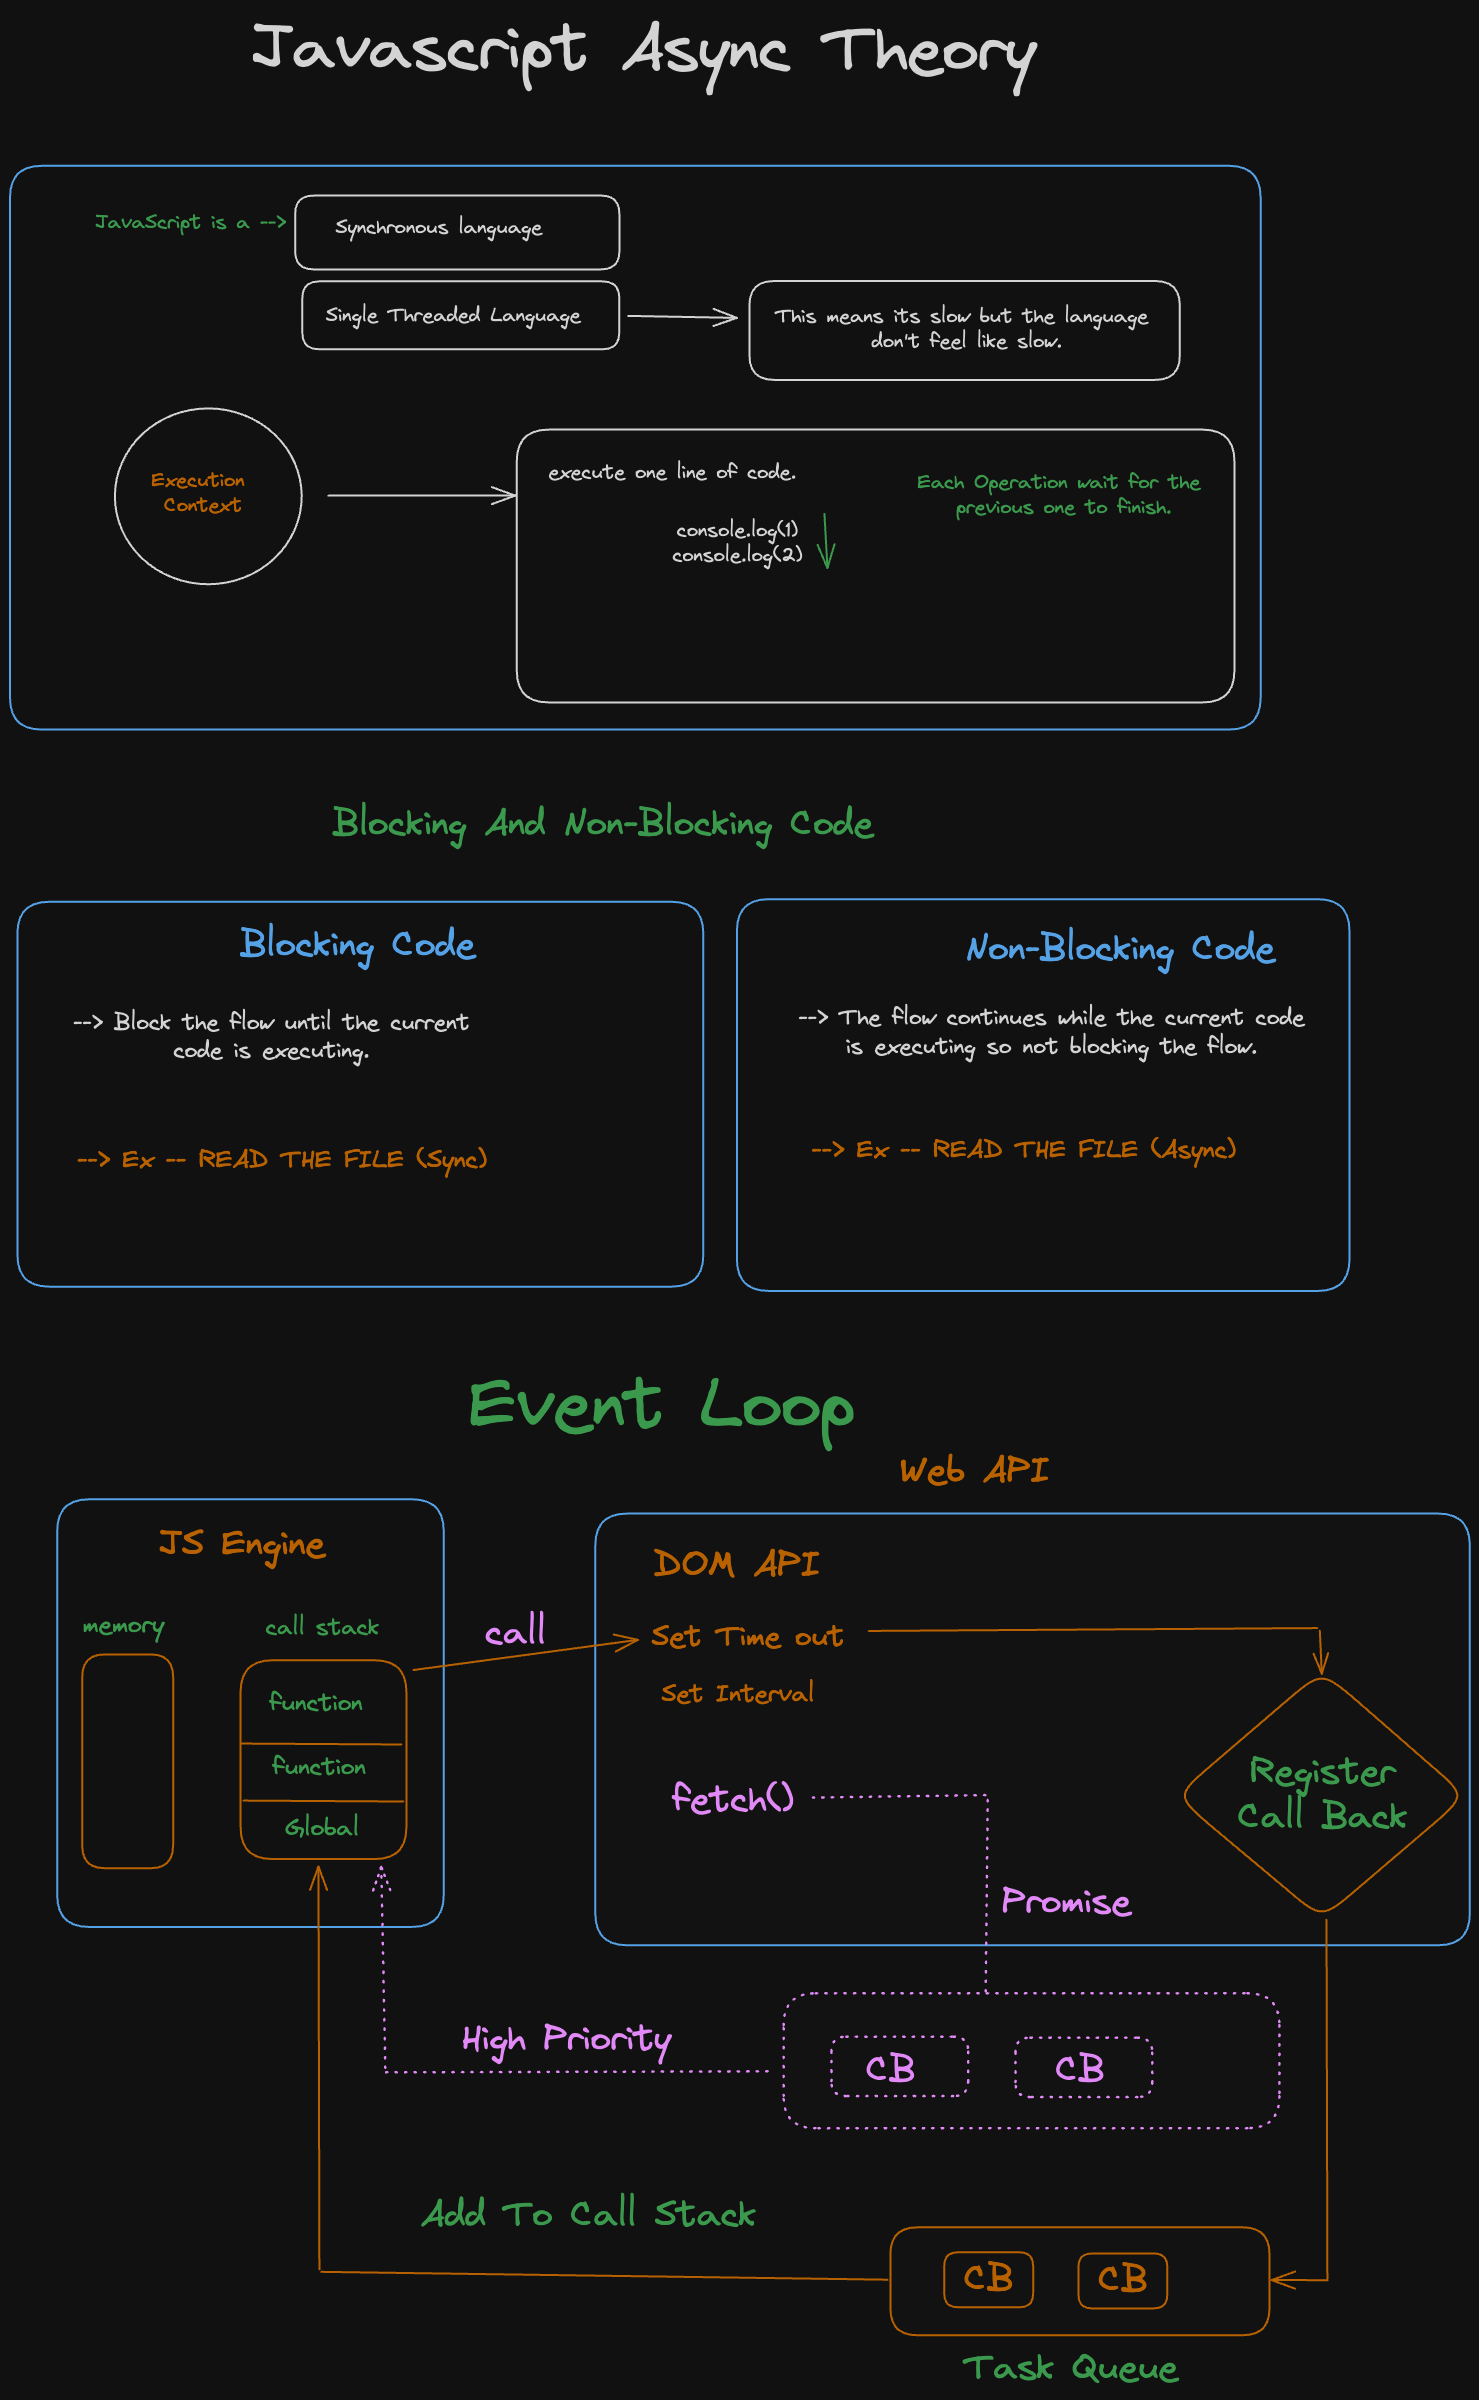 Javascript Async Theory
JavaScript is a -->
Synchronous language
Single Threaded Language
This means its slow but the language
don't feel like slow.
Execution
Context
execute one line of code.
console.log(1)
console.log(2)
Each Operation wait for the
previous one to finish.
Blocking And Non-Blocking Code
Blocking Code
--> Block the flow until the current
code is executing.
--> Ex -- READ THE FILE (Sync)
Non-Blocking Code
--> The flow continues while the current code
is executing so not blocking the flow.
--> Ex -- READ THE FILE (Async)
Event Loop
Web API
JS Engine
memory
call stack
function
function
Global
call
DOM API
Set Time out
Set Interval
fetch()
Register
Call Back
Promise
High Priority
CB
CB
Add To Call Stack
CB
CB
Task Queue